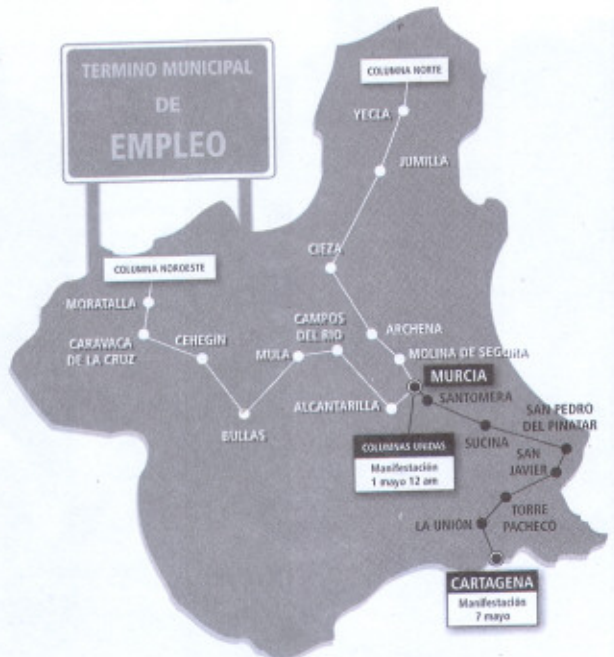 TERMINO MUNICIPAL
DE
EMPLEO
COLUMNA NORTE
YECLA
JUMILLA
CIEZA
COLUMNA NOROESTE
MORATALLA
CARAVACA
DE LA CRUZ
CEHEGIN
BULLAS
MULA
CAMPOS
DEL RIO
ALCANTARILLA
ARCHENA
MOLINA DE SEGURA
MURCIA
SANTOMERA
COLUMNAS UNIDAS
Manifestación
1 mayo 12 am
SUCINA
SAN PEDRO
DEL PINATAR
SAN
JAVIER
TORRE
PACHECO
LA UNION
CARTAGENA
Manifestación
7 mayo